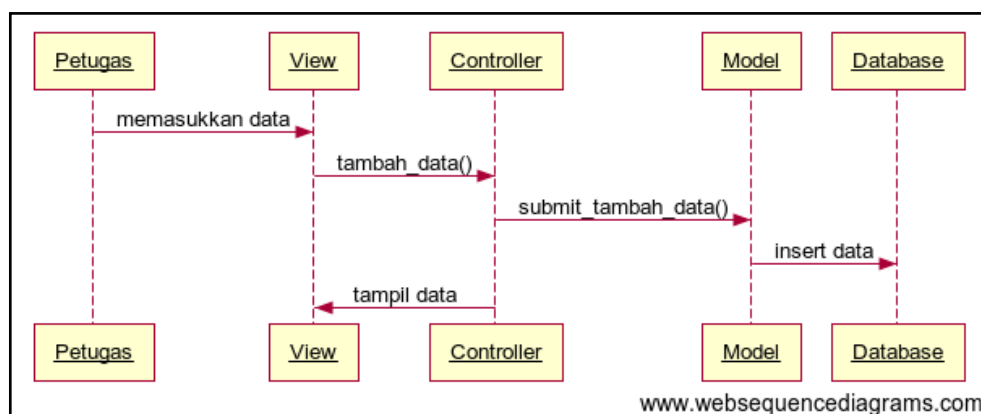 Petugas View Controller Model Database
memasukkan data
tambah_data()
submit_tambah_data()
insert data
tampil data
Petugas View Controller Model Database
www.websequencediagrams.com